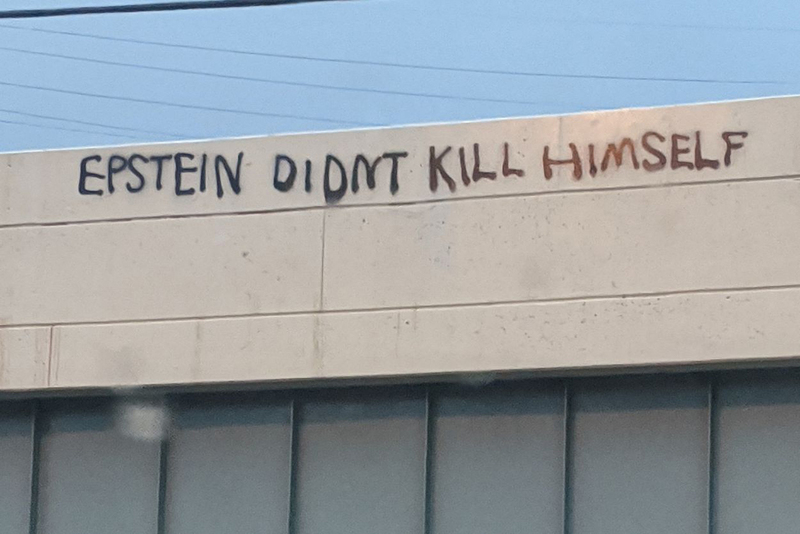 EPSTEIN DIDNT KILL HIMSELF